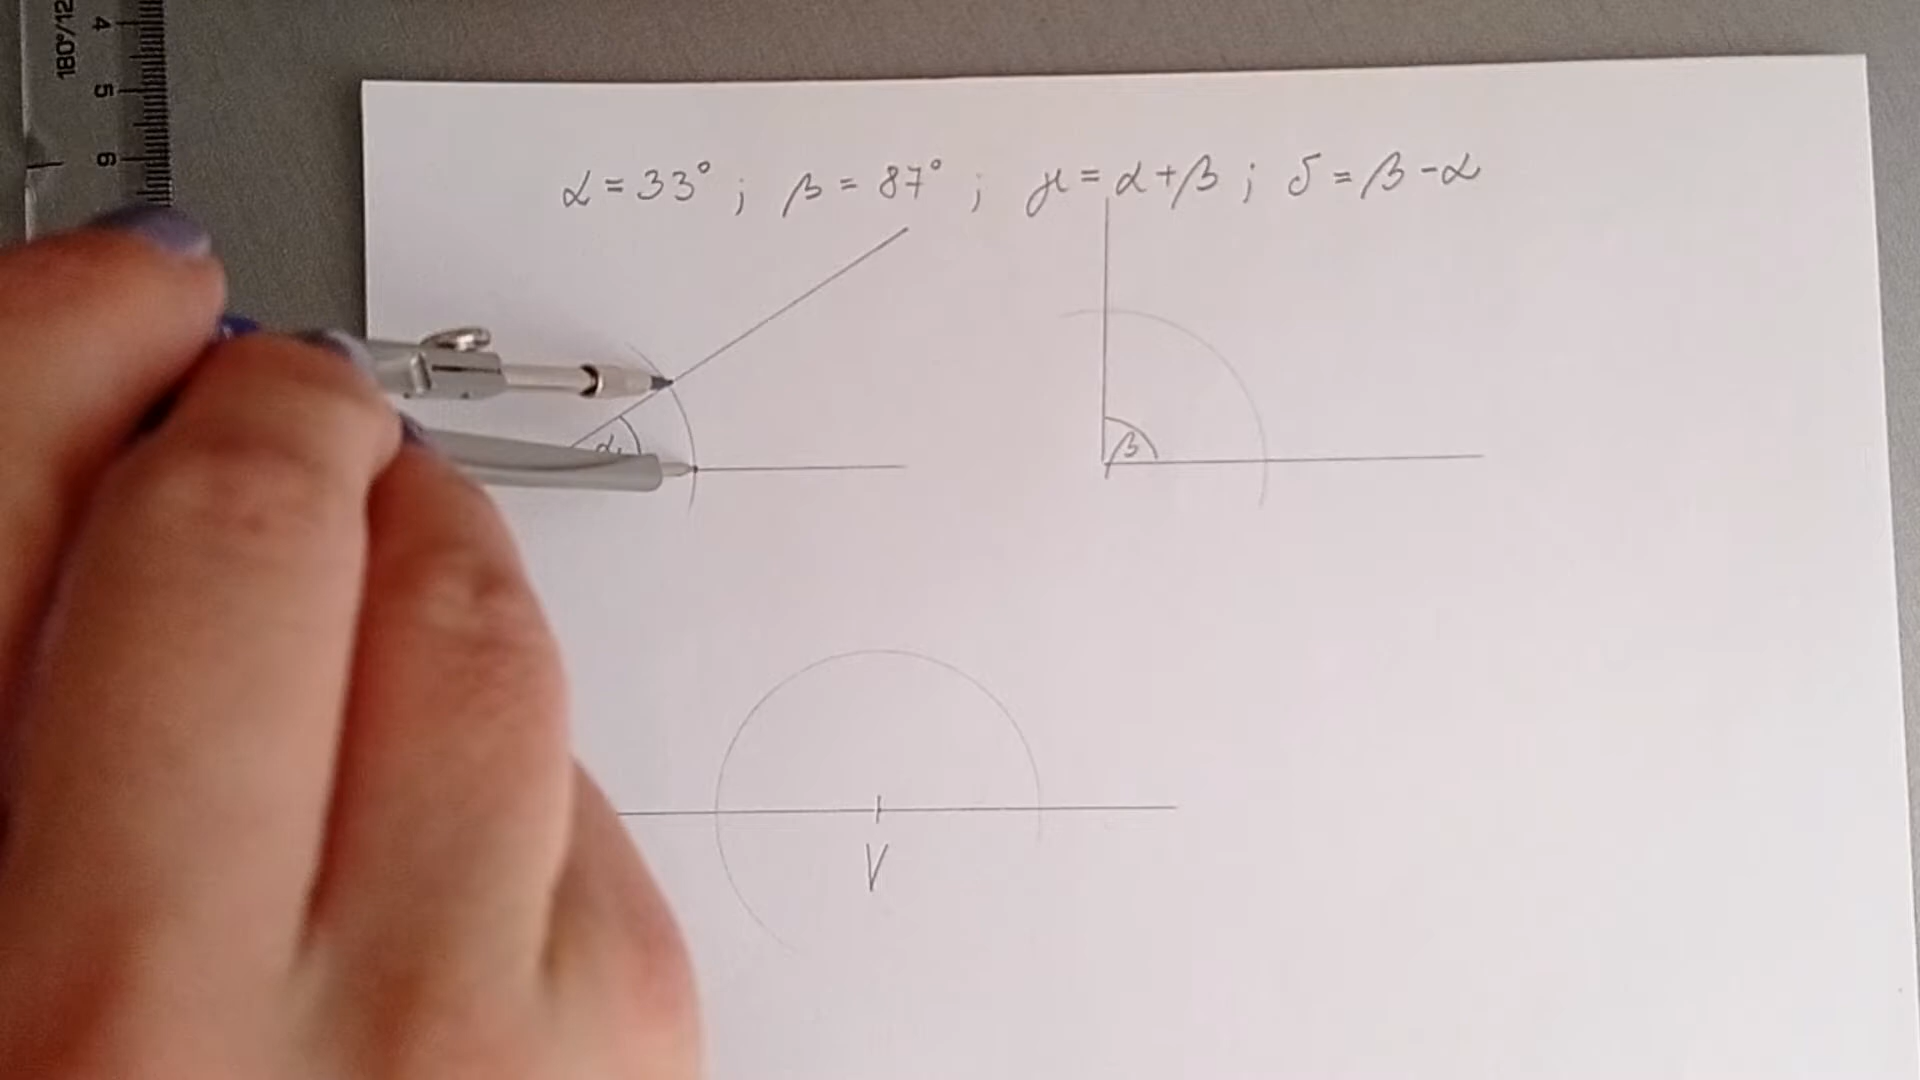 180°/12
4
5
6
α = 33° ; β = 87° ; γ = α + β ; δ = β - α
α
β
V